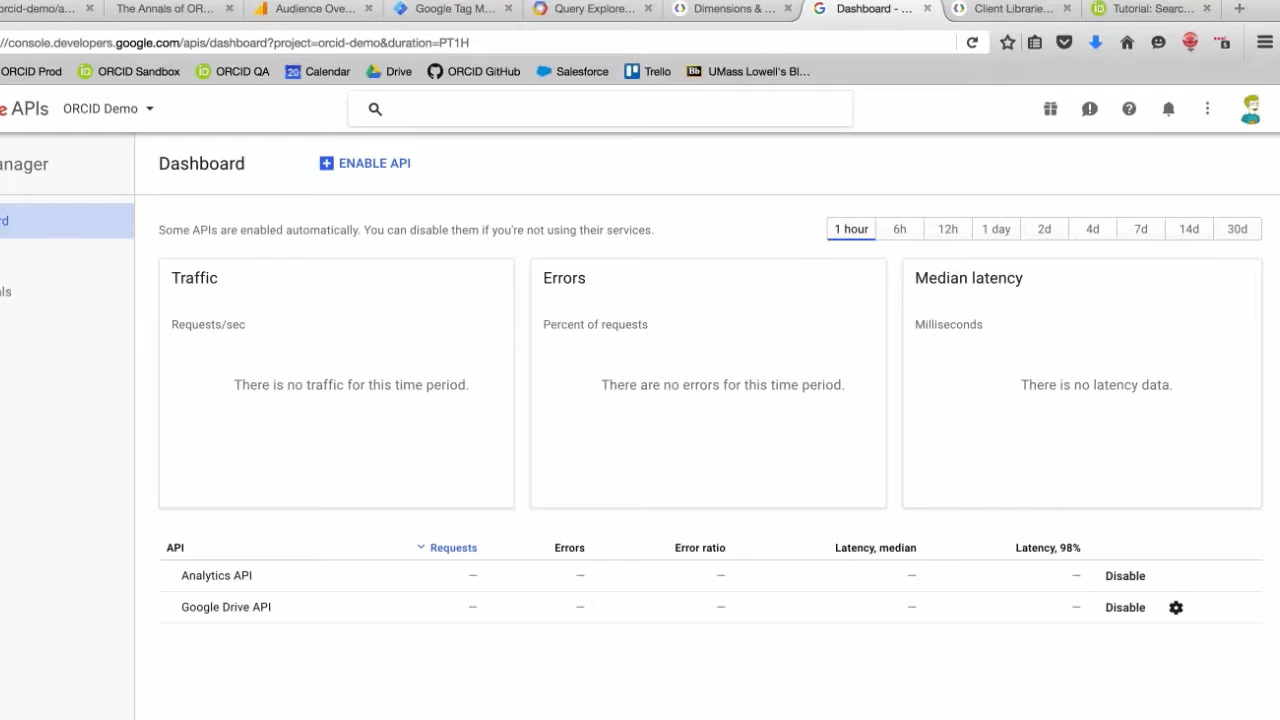 orcid-demo/a... The Annals of OR... Audience Ove... Google Tag M... Query Explore... Dimensions & ... Dashboard - ... Client Librarie... Tutorial: Searc...
//console.developers.google.com/apis/dashboard?project=orcid-demo&duration=PT1H
ORCID Prod ORCID Sandbox ORCID QA 20 Calendar Drive ORCID GitHub Salesforce Trello Bb UMass Lowell's Bl...
e APIs ORCID Demo
anager Dashboard ENABLE API
rd
als
Some APIs are enabled automatically. You can disable them if you're not using their services. 1 hour 6h 12h 1 day 2d 4d 7d 14d 30d
Traffic
Requests/sec
There is no traffic for this time period.
Errors
Percent of requests
There are no errors for this time period.
Median latency
Milliseconds
There is no latency data.
API Requests Errors Error ratio Latency, median Latency, 98%
Analytics API — — — — — Disable
Google Drive API — — — — — Disable